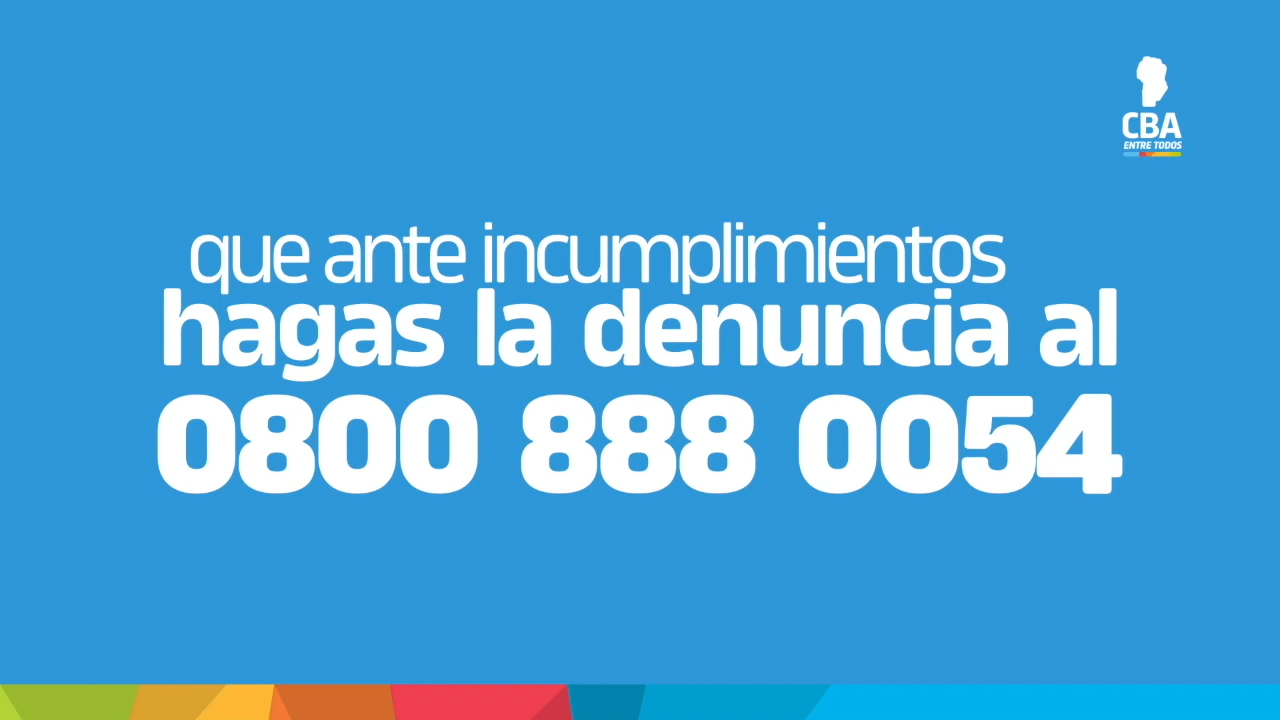 CBA
ENTRE TODOS
que ante incumplimientos
hagas la denuncia al
0800 888 0054